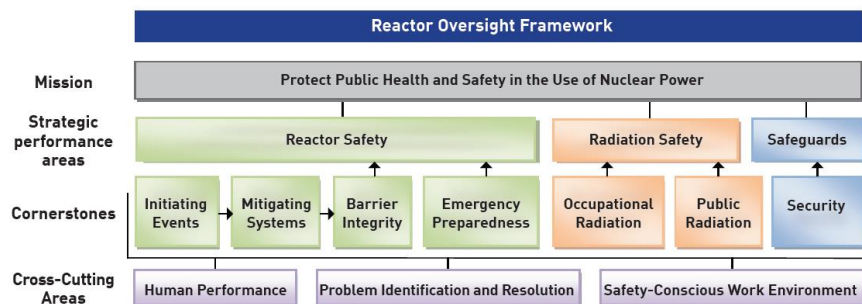 Reactor Oversight Framework
Mission
Protect Public Health and Safety in the Use of Nuclear Power
Strategic
performance
areas
Reactor Safety
Radiation Safety
Safeguards
Cornerstones
Initiating
Events
Mitigating
Systems
Barrier
Integrity
Emergency
Preparedness
Occupational
Radiation
Public
Radiation
Security
Cross-Cutting
Areas
Human Performance
Problem Identification and Resolution
Safety-Conscious Work Environment